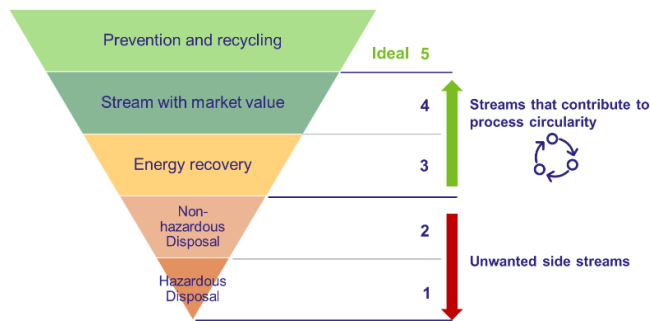 Prevention and recycling
Ideal 5
Stream with market value
4
Streams that contribute to
process circularity
Energy recovery
3
Non-
hazardous
Disposal
2
Unwanted side streams
Hazardous
Disposal
1